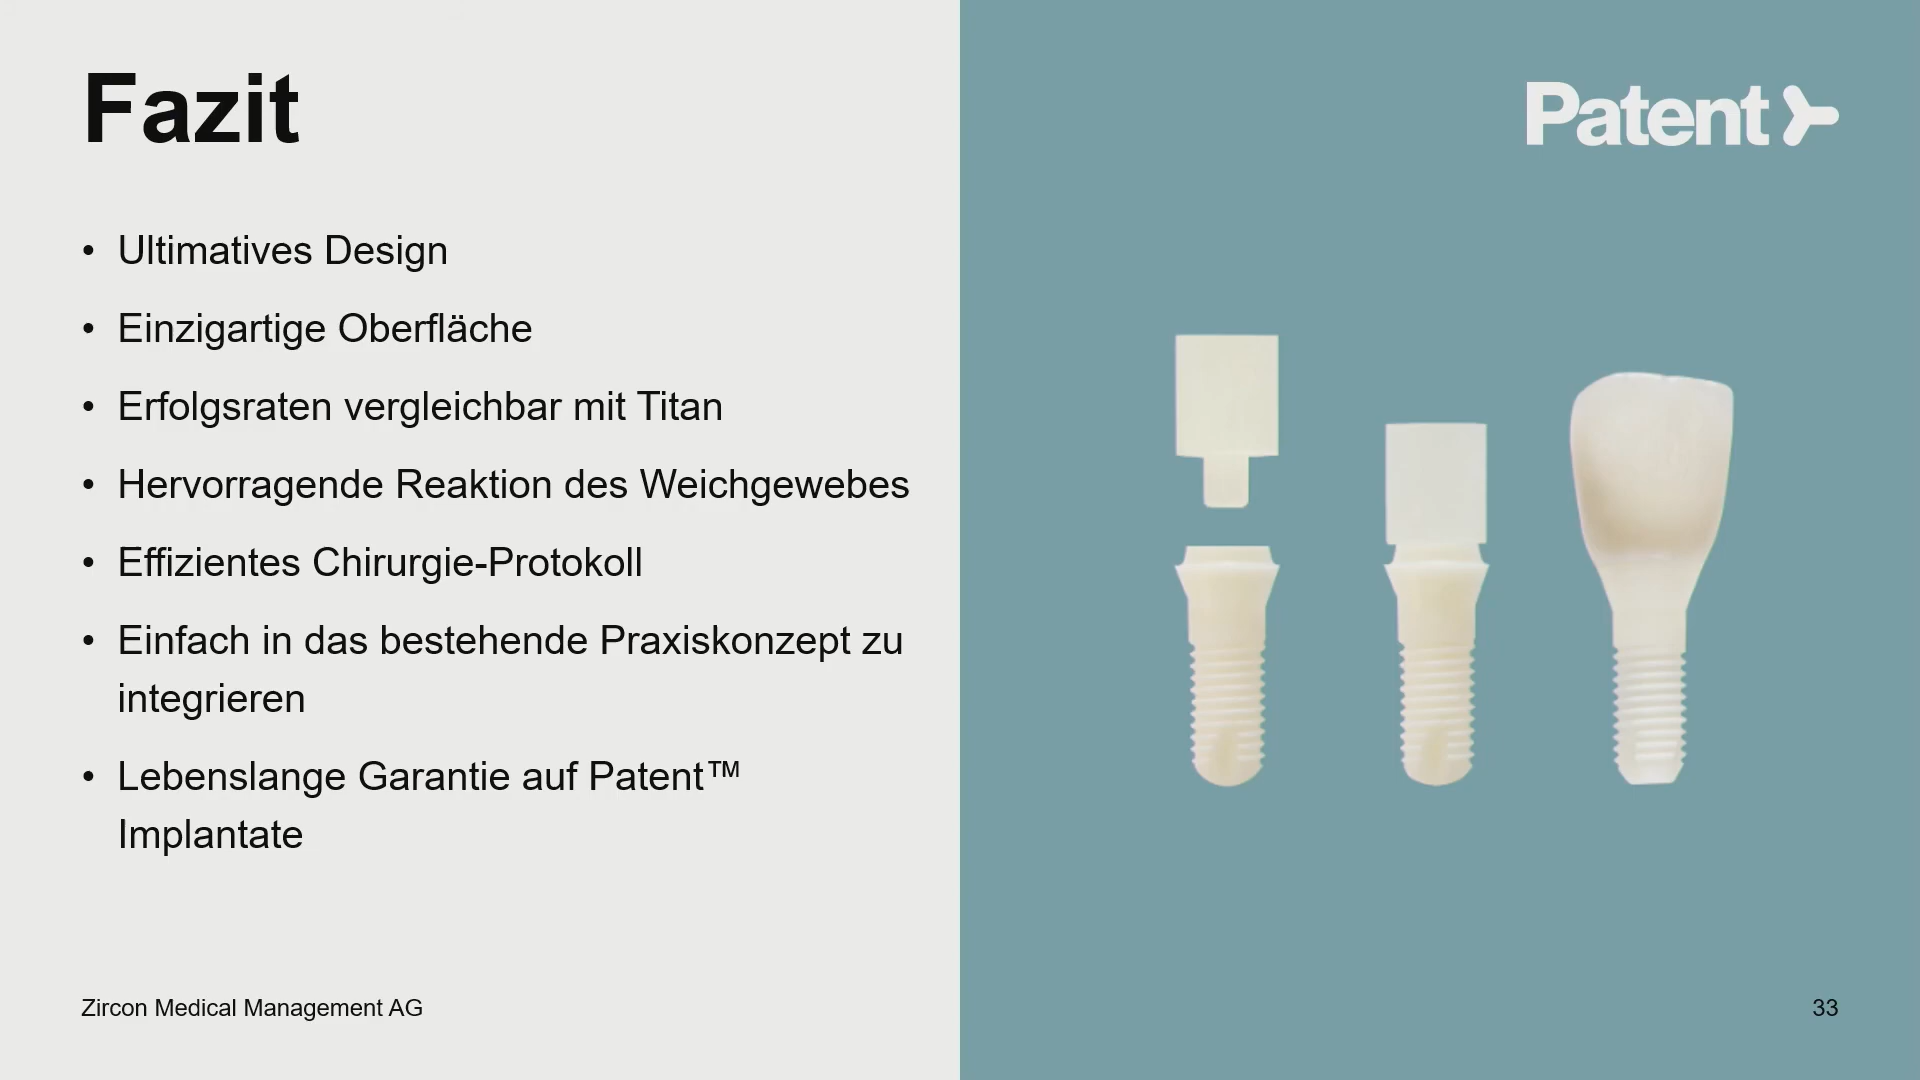 Fazit
Patent
• Ultimatives Design
• Einzigartige Oberfläche
• Erfolgsraten vergleichbar mit Titan
• Hervorragende Reaktion des Weichgewebes
• Effizientes Chirurgie-Protokoll
• Einfach in das bestehende Praxiskonzept zu
integrieren
• Lebenslange Garantie auf Patent™
Implantate
Zircon Medical Management AG
33